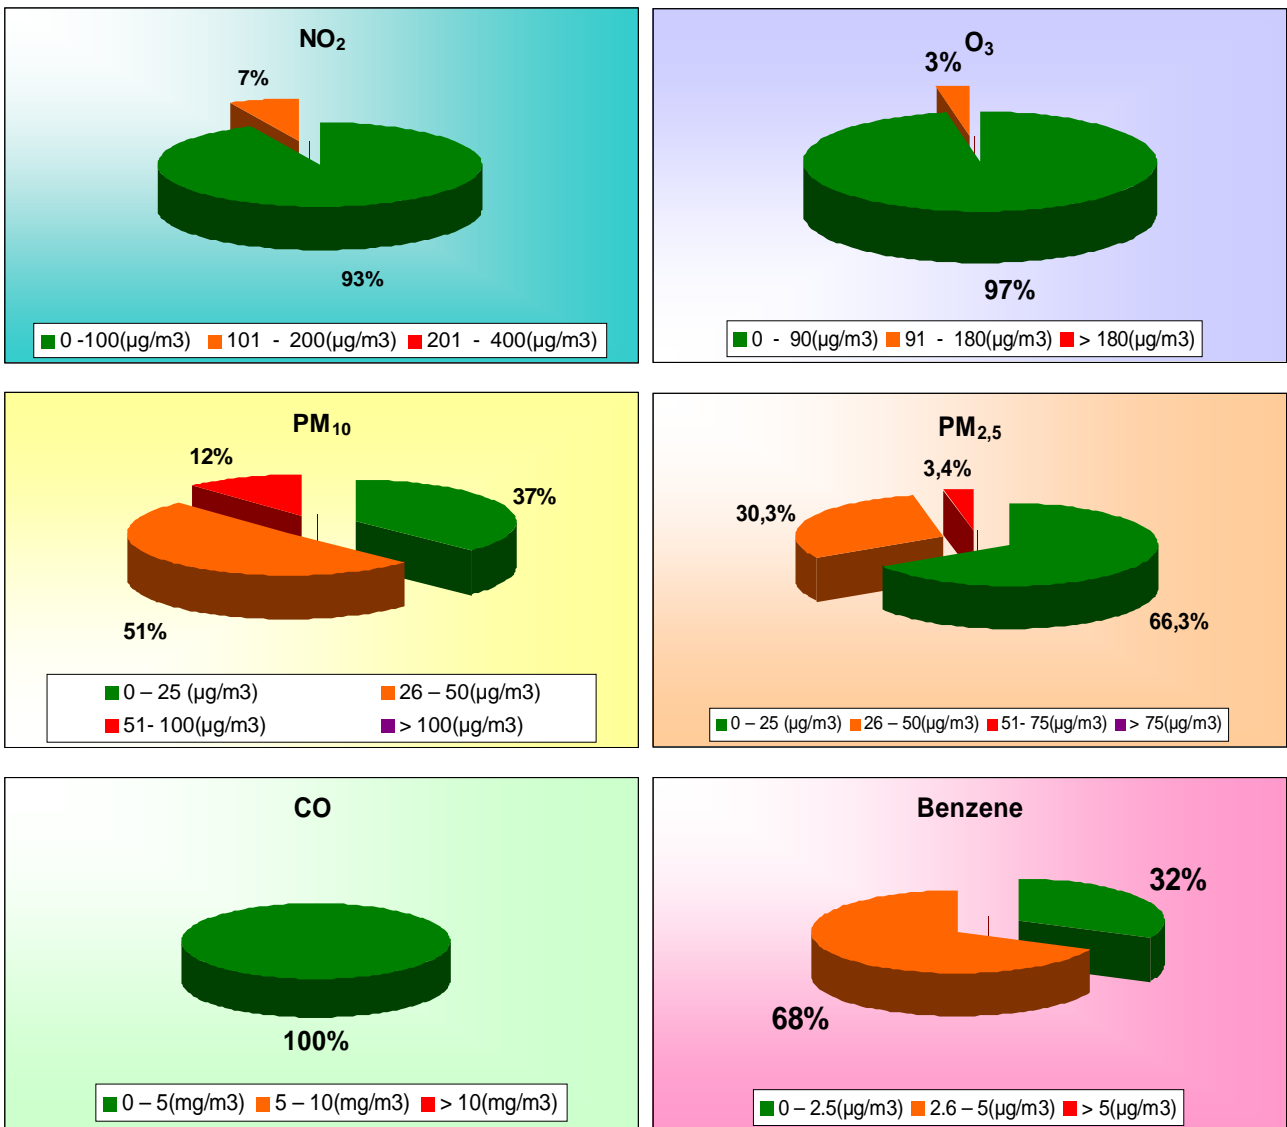 NO2
7%
93%
0 -100(µg/m3) 101 - 200(µg/m3) 201 - 400(µg/m3)
O3
3%
97%
0 - 90(µg/m3) 91 - 180(µg/m3) > 180(µg/m3)
PM10
12%
37%
51%
0 – 25 (µg/m3) 26 – 50(µg/m3)
51- 100(µg/m3) > 100(µg/m3)
PM2,5
3,4%
30,3%
66,3%
0 – 25 (µg/m3) 26 – 50(µg/m3) 51- 75(µg/m3) > 75(µg/m3)
CO
100%
0 – 5(mg/m3) 5 – 10(mg/m3) > 10(mg/m3)
Benzene
32%
68%
0 – 2.5(µg/m3) 2.6 – 5(µg/m3) > 5(µg/m3)